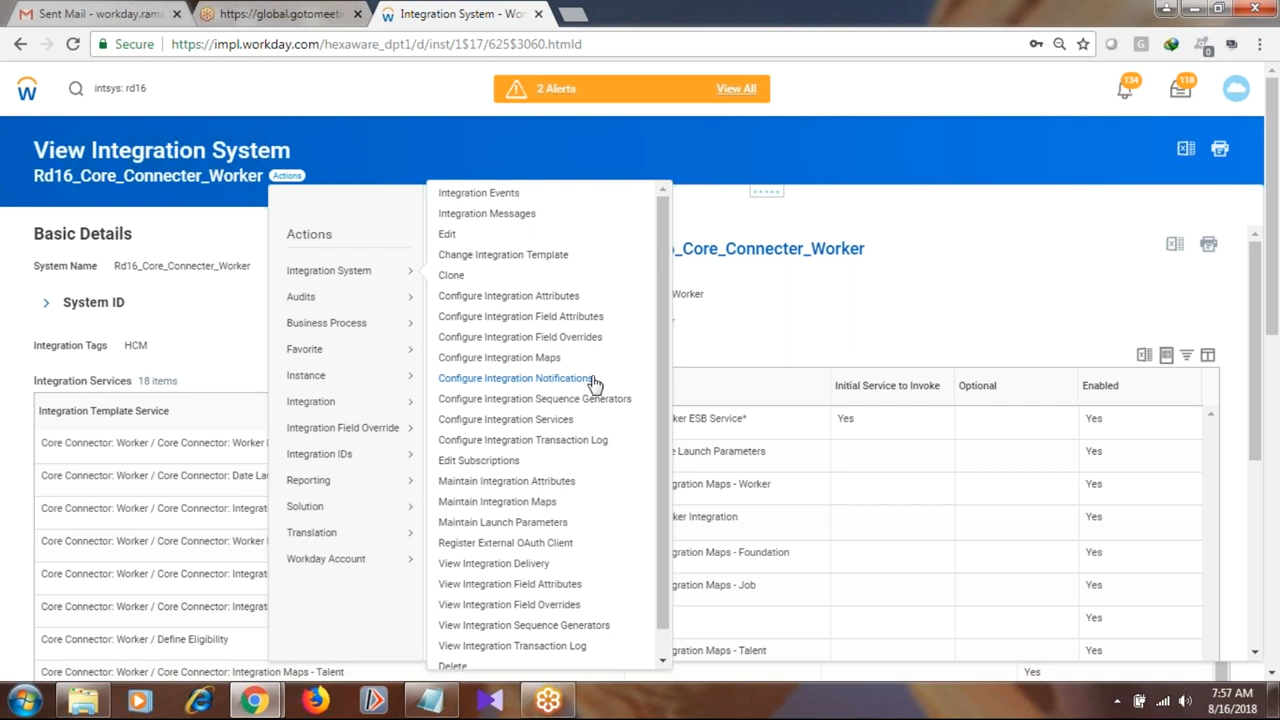 Sent Mail - workday.rame
https://global.gotomeeti
Integration System - Wo
Secure
https://impl.workday.com/hexaware_dpt1/d/inst/1$17/625$3060.htmld
intsys: rd16
2 Alerts
View All
134
118
View Integration System
Rd16_Core_Connecter_Worker
Actions
Basic Details
System Name
Rd16_Core_Connecter_Worker
System ID
Integration Tags
HCM
Integration Services 18 items
Integration Template Service
Core Connector: Worker / Core Connector: Worker
Core Connector: Worker / Core Connector: Date La
Core Connector: Worker / Core Connector: Integrat
Core Connector: Worker / Core Connector: Worker
Core Connector: Worker / Core Connector: Integrat
Core Connector: Worker / Core Connector: Integrat
Core Connector: Worker / Define Eligibility
Core Connector: Worker / Core Connector: Integration Maps - Talent
Actions
Integration System
Audits
Business Process
Favorite
Instance
Integration
Integration Field Override
Integration IDs
Reporting
Solution
Translation
Workday Account
Integration Events
Integration Messages
Edit
Change Integration Template
Clone
Configure Integration Attributes
Configure Integration Field Attributes
Configure Integration Field Overrides
Configure Integration Maps
Configure Integration Notifications
Configure Integration Sequence Generators
Configure Integration Services
Configure Integration Transaction Log
Edit Subscriptions
Maintain Integration Attributes
Maintain Integration Maps
Maintain Launch Parameters
Register External OAuth Client
View Integration Delivery
View Integration Field Attributes
View Integration Field Overrides
View Integration Sequence Generators
View Integration Transaction Log
Delete
_Core_Connecter_Worker
Worker
Initial Service to Invoke
Optional
Enabled
ker ESB Service*
Yes
Yes
e Launch Parameters
Yes
gration Maps - Worker
Yes
ker Integration
Yes
gration Maps - Foundation
Yes
gration Maps - Job
Yes
Yes
gration Maps - Talent
Yes
Yes
7:57 AM
8/16/2018